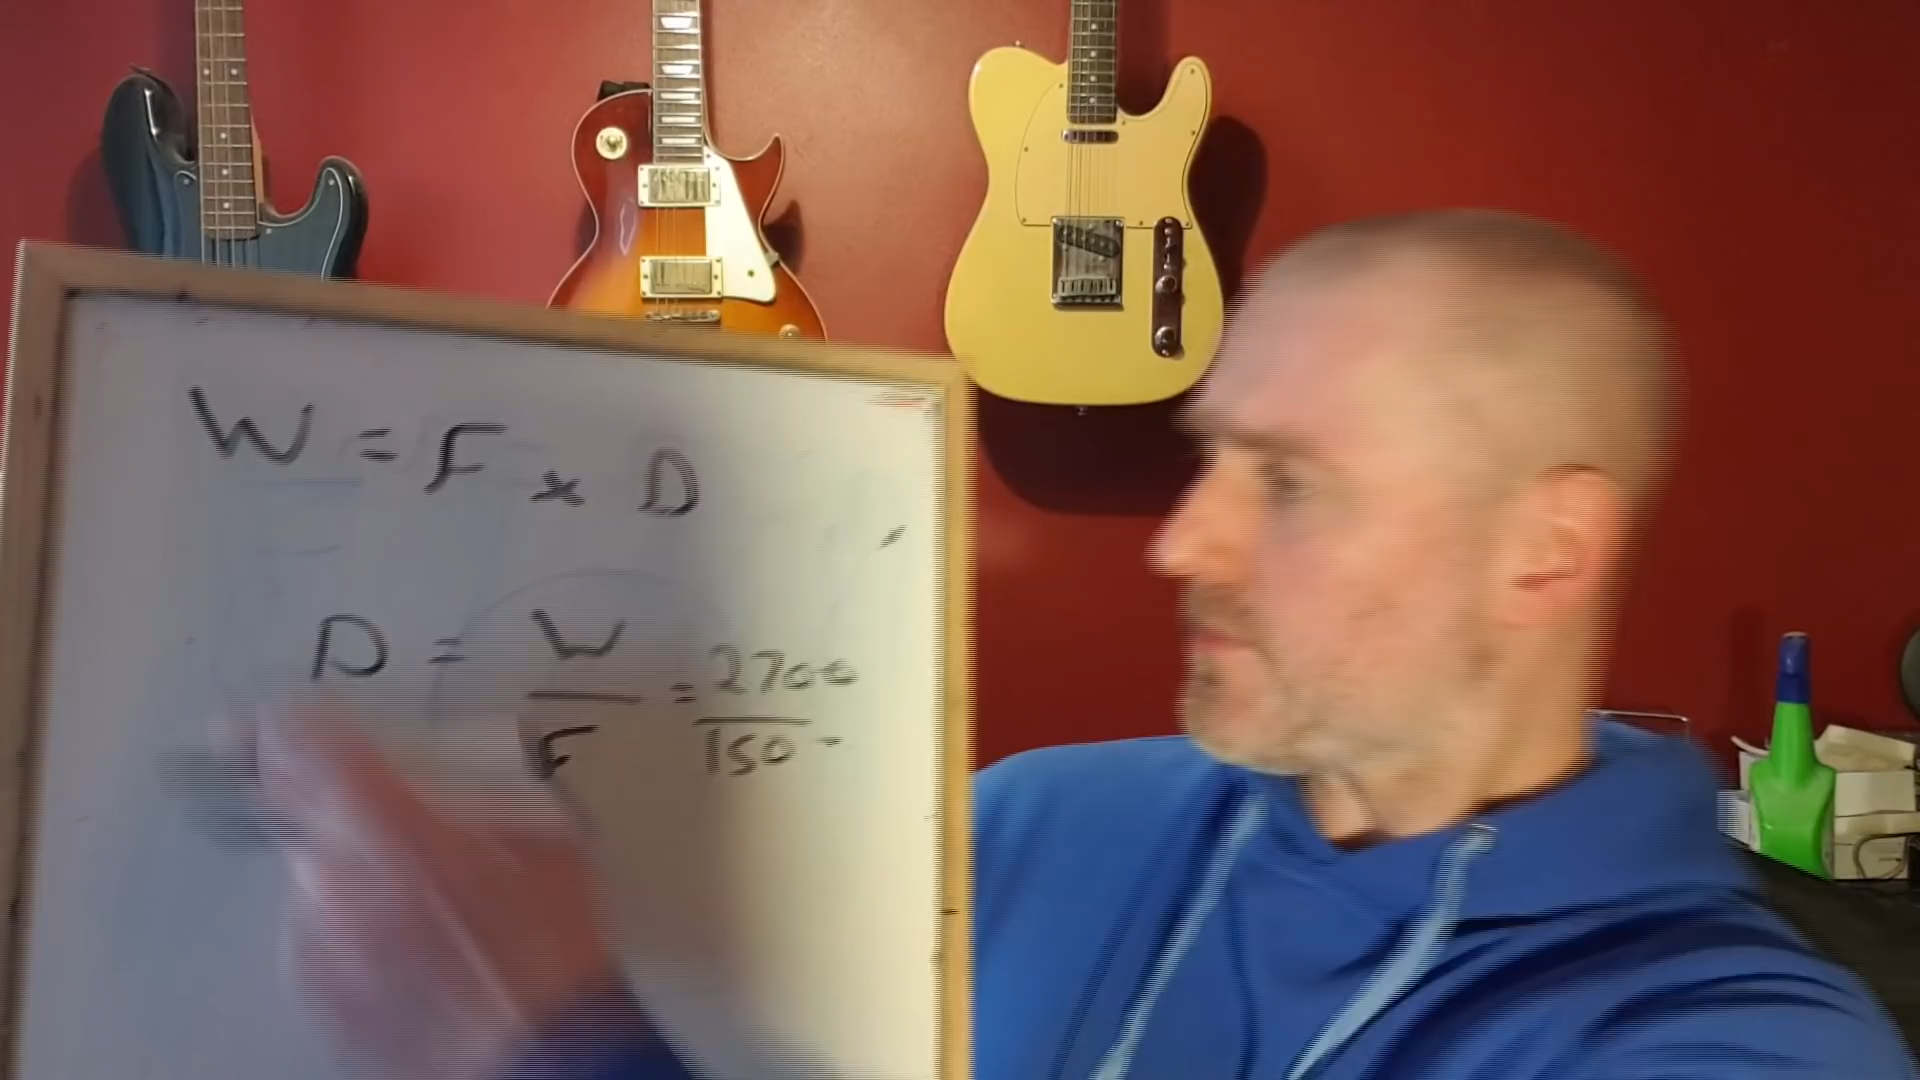 W = F x D
D = W/F = 2700/150